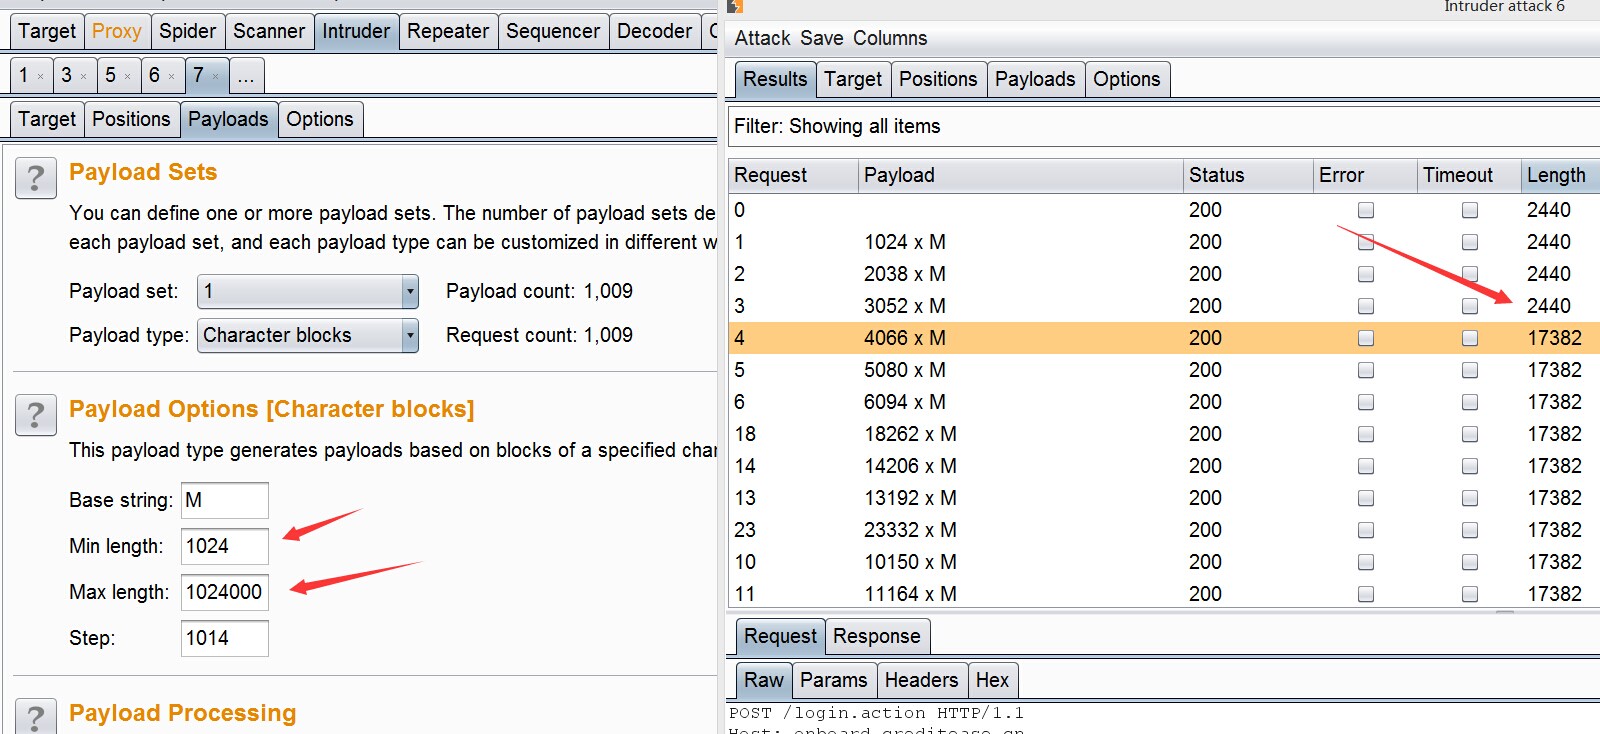 Target Proxy Spider Scanner Intruder Repeater Sequencer Decoder
1 × 3 × 5 × 6 × 7 × ...
Target Positions Payloads Options
? Payload Sets
You can define one or more payload sets. The number of payload sets de
each payload set, and each payload type can be customized in different w
Payload set: 1 Payload count: 1,009
Payload type: Character blocks Request count: 1,009
? Payload Options [Character blocks]
This payload type generates payloads based on blocks of a specified char
Base string: M
Min length: 1024
Max length: 1024000
Step: 1014
? Payload Processing
Intruder attack 6
Attack Save Columns
Results Target Positions Payloads Options
Filter: Showing all items
Request Payload Status Error Timeout Length
0 200 2440
1 1024 x M 200 2440
2 2038 x M 200 2440
3 3052 x M 200 2440
4 4066 x M 200 17382
5 5080 x M 200 17382
6 6094 x M 200 17382
18 18262 x M 200 17382
14 14206 x M 200 17382
13 13192 x M 200 17382
23 23332 x M 200 17382
10 10150 x M 200 17382
11 11164 x M 200 17382
Request Response
Raw Params Headers Hex
POST /login.action HTTP/1.1
Host: onboard.creditease.cn